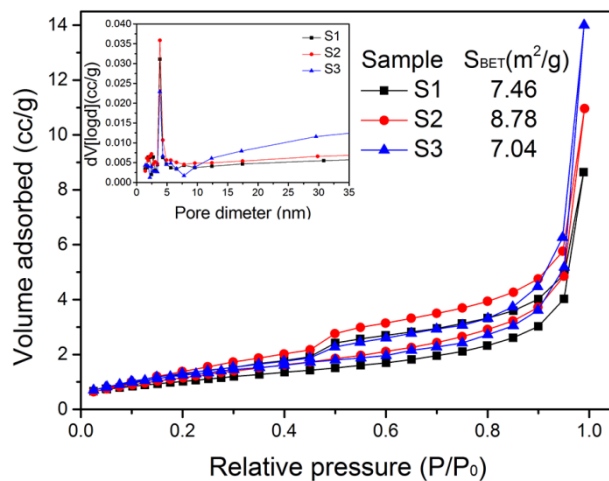 0.040
0.035
0.030
0.025
0.020
0.015
0.010
0.005
0.000
dV[logd](cc/g)
S1
S2
S3
0 5 10 15 20 25 30 35
Pore dimeter (nm)
Sample S_BET(m²/g)
S1 7.46
S2 8.78
S3 7.04
14
12
10
8
6
4
2
0
Volume adsorbed (cc/g)
0.0 0.2 0.4 0.6 0.8 1.0
Relative pressure (P/P₀)